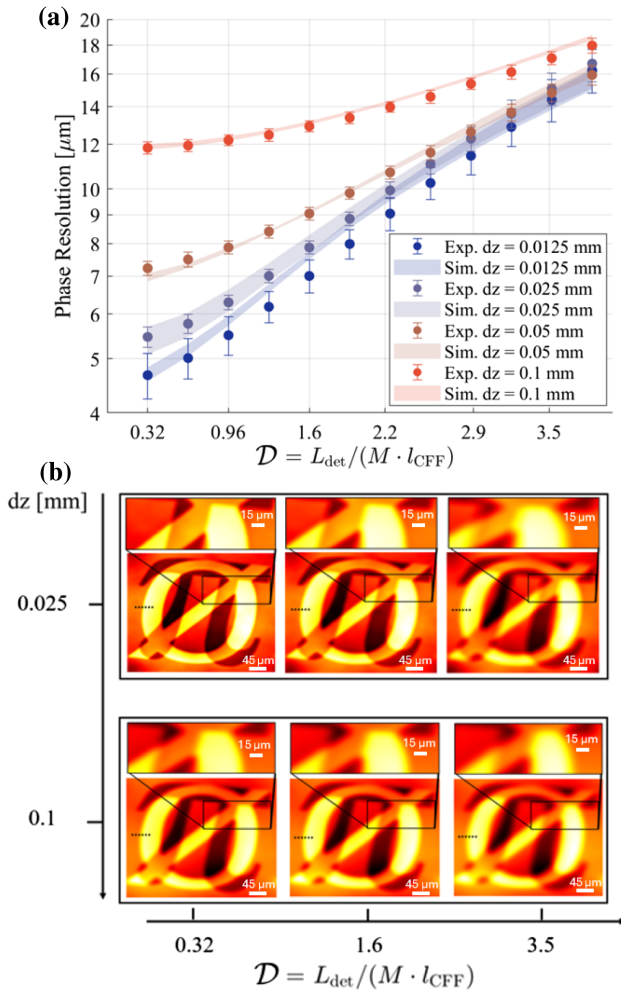 (a)
18
16
14
12
10
9
8
7
6
5
4
Phase Resolution [μm]
Exp. dz = 0.0125 mm
Sim. dz = 0.0125 mm
Exp. dz = 0.025 mm
Sim. dz = 0.025 mm
Exp. dz = 0.05 mm
Sim. dz = 0.05 mm
Exp. dz = 0.1 mm
Sim. dz = 0.1 mm
0.32 0.96 1.6 2.2 2.9 3.5
𝒟 = L_det/(M · l_CFF)
(b)
dz [mm]
15 μm 15 μm 15 μm
0.025
45 μm 45 μm 45 μm
15 μm 15 μm 15 μm
0.1
45 μm 45 μm 45 μm
0.32 1.6 3.5
𝒟 = L_det/(M · l_CFF)